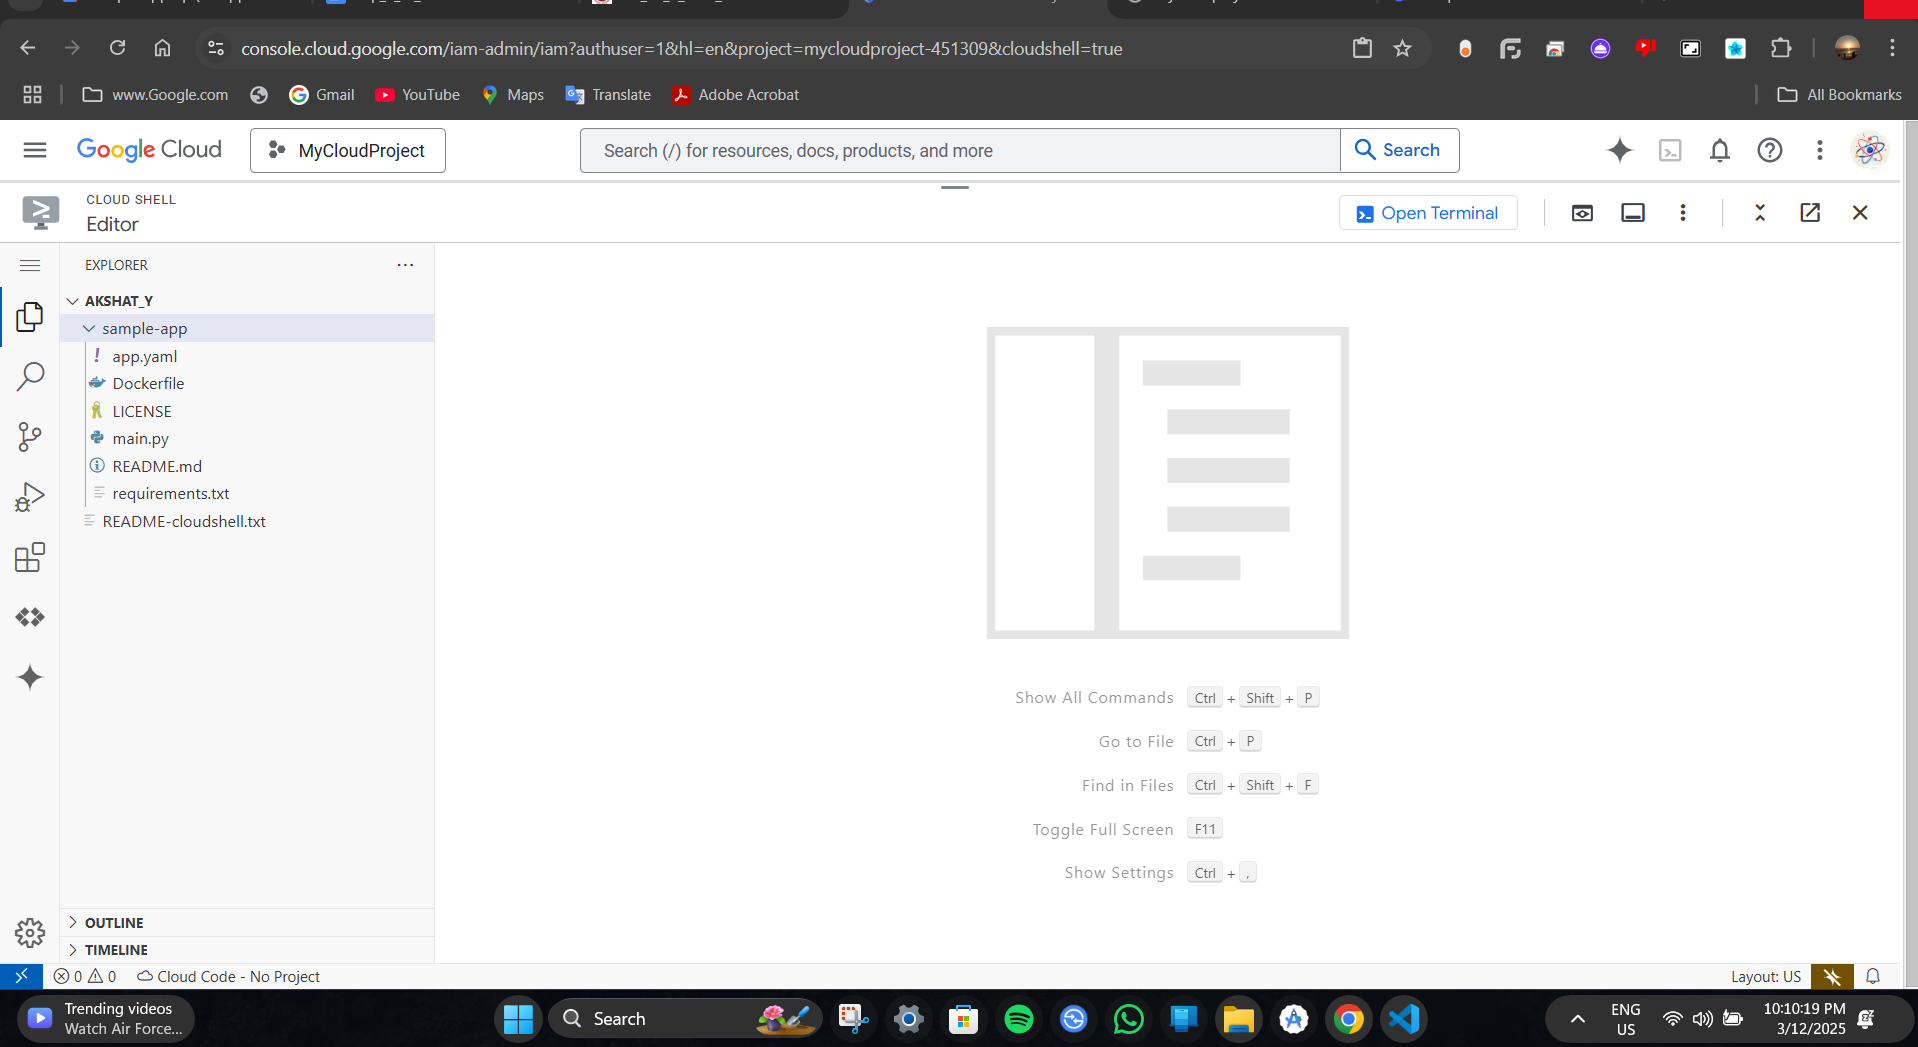 console.cloud.google.com/iam-admin/iam?authuser=1&hl=en&project=mycloudproject-451309&cloudshell=true
www.Google.com
Gmail
YouTube
Maps
Translate
Adobe Acrobat
All Bookmarks
Google Cloud
MyCloudProject
Search (/) for resources, docs, products, and more
Search
CLOUD SHELL
Editor
Open Terminal
EXPLORER
AKSHAT_Y
sample-app
app.yaml
Dockerfile
LICENSE
main.py
README.md
requirements.txt
README-cloudshell.txt
Show All Commands Ctrl + Shift + P
Go to File Ctrl + P
Find in Files Ctrl + Shift + F
Toggle Full Screen F11
Show Settings Ctrl + ,
OUTLINE
TIMELINE
0 0 Cloud Code - No Project
Layout: US
Trending videos
Watch Air Force...
Search
ENG
US
10:10:19 PM
3/12/2025